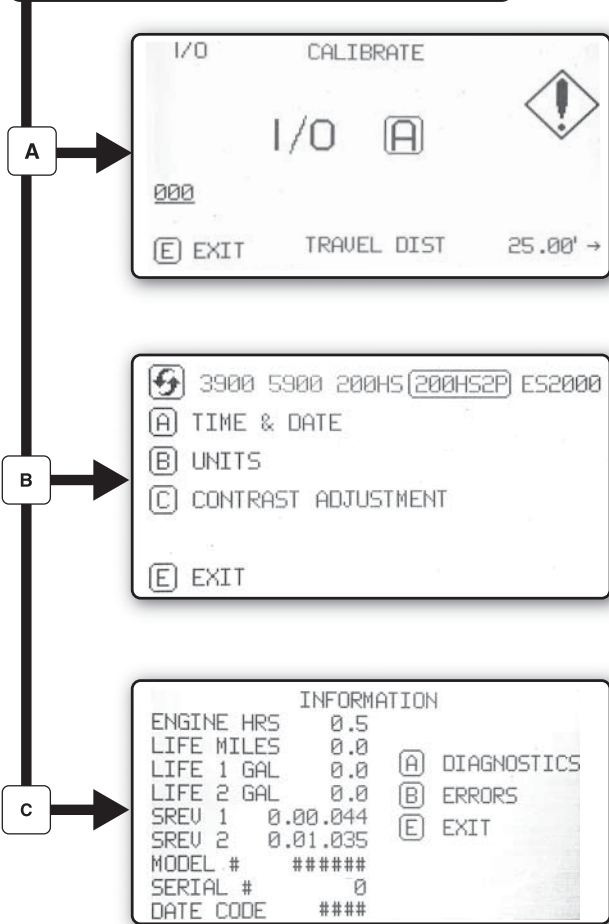 I/O CALIBRATE
A I/O A
000
E EXIT TRAVEL DIST 25.00' →
3900 5900 200HS 200HS2P ES2000
A TIME & DATE
B UNITS
B
C CONTRAST ADJUSTMENT
E EXIT
INFORMATION
ENGINE HRS 0.5
LIFE MILES 0.0
LIFE 1 GAL 0.0 A DIAGNOSTICS
LIFE 2 GAL 0.0 B ERRORS
C SREV 1 0.00.044 E EXIT
SREV 2 0.01.035
MODEL # ######
SERIAL # 0
DATE CODE ####